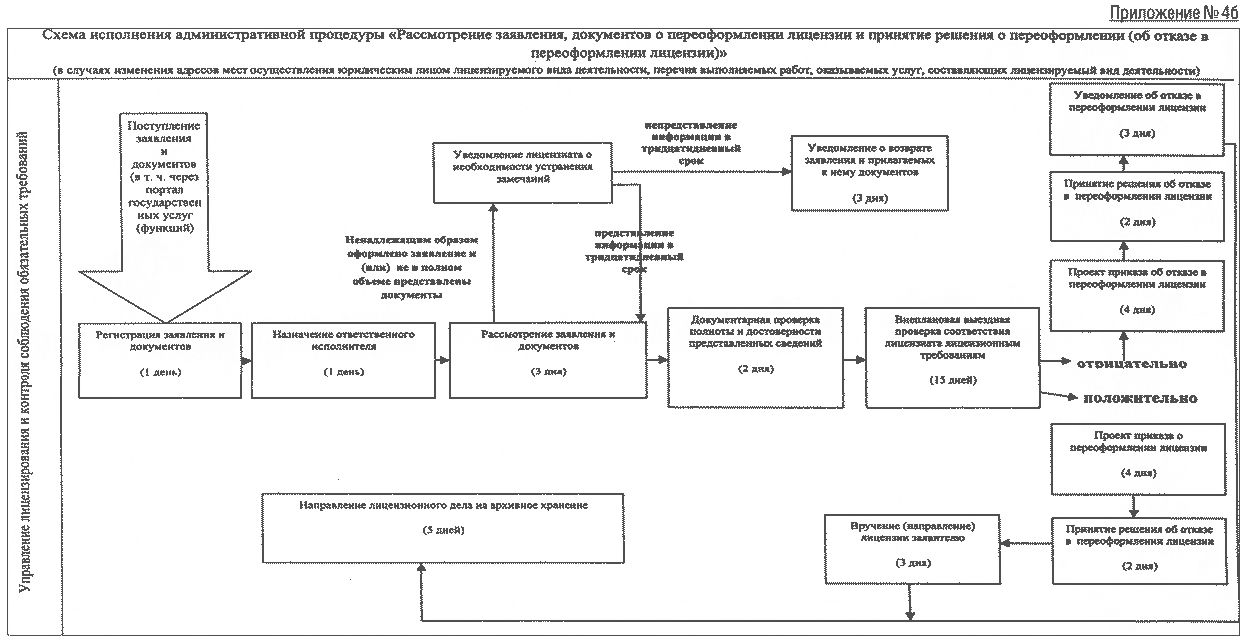 Приложение № 4б
Схема исполнения административной процедуры «Рассмотрение заявления, документов о переоформлении лицензии и принятие решения о переоформлении (об отказе в
переоформлении лицензии)»
(в случаях изменения адресов мест осуществления юридическим лицом лицензируемого вида деятельности, перечня выполняемых работ, оказываемых услуг, составляющих лицензируемый вид деятельности)
Управление лицензирования и контроля соблюдения обязательных требований
Поступление
заявления
и
документов
(в т. ч. через
портал
государствен
ных услуг
(функций)
Уведомление лицензиата о
необходимости устранения
замечаний
непредставление
информации в
тридцатидневный
срок
Уведомление о возврате
заявления и прилагаемых
к нему документов
(3 дня)
Уведомление об отказе в
переоформлении лицензии
(3 дня)
Принятие решения об отказе
в переоформлении лицензии
(2 дня)
Проект приказа об отказе в
переоформлении лицензии
(4 дня)
Ненадлежащим образом
оформлено заявление и
(или) не в полном
объеме представлены
документы
представление
информации в
тридцатидневный
срок
Регистрация заявления и
документов
(1 день)
Назначение ответственного
исполнителя
(1 день)
Рассмотрение заявления и
документов
(3 дня)
Документарная проверка
полноты и достоверности
представленных сведений
(2 дня)
Внеплановая выездная
проверка соответствия
лицензиата лицензионным
требованиям
(15 дней)
отрицательно
положительно
Проект приказа о
переоформлении лицензии
(4 дня)
Принятие решения об отказе
в переоформлении лицензии
(2 дня)
Вручение (направление)
лицензии заявителю
(3 дня)
Направление лицензионного дела на архивное хранение
(5 дней)